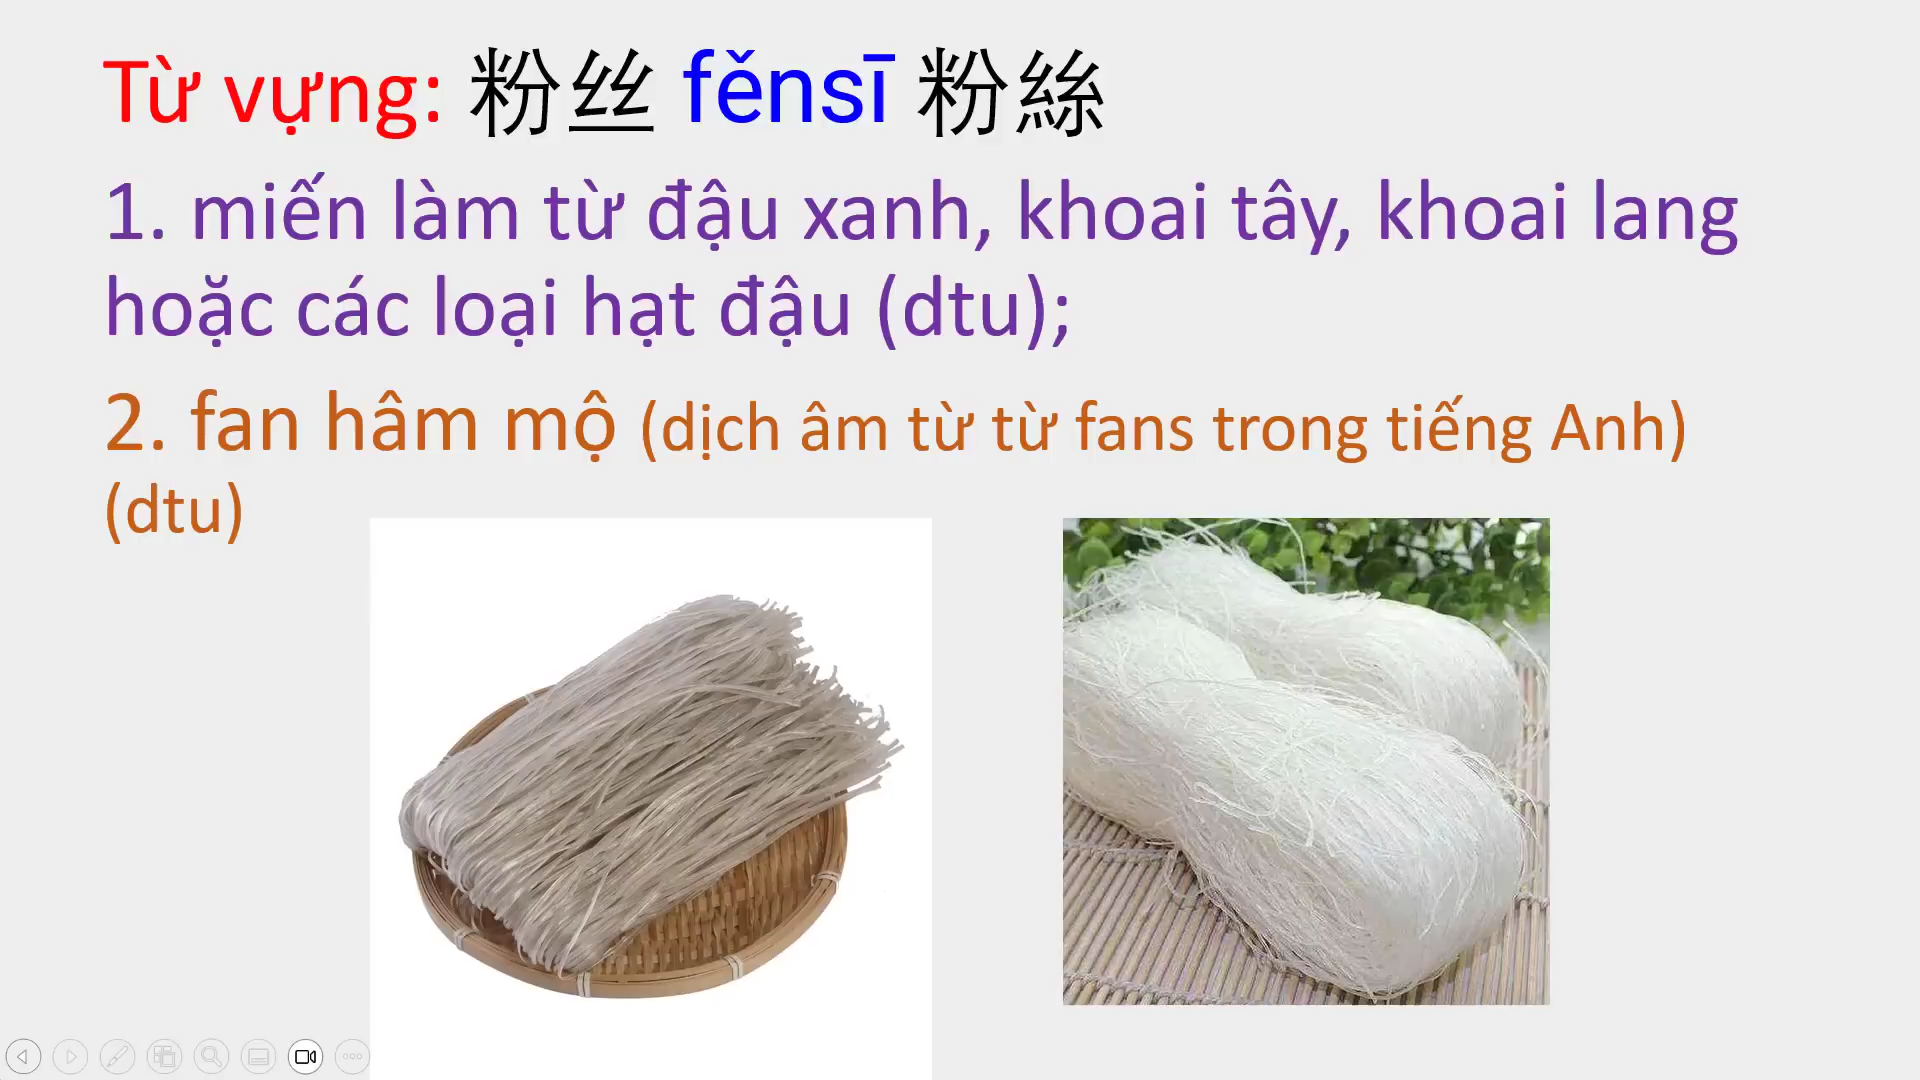 Từ vựng: 粉丝 fěnsī 粉絲
1. miến làm từ đậu xanh, khoai tây, khoai lang
hoặc các loại hạt đậu (dtu);
2. fan hâm mộ (dịch âm từ từ fans trong tiếng Anh)
(dtu)